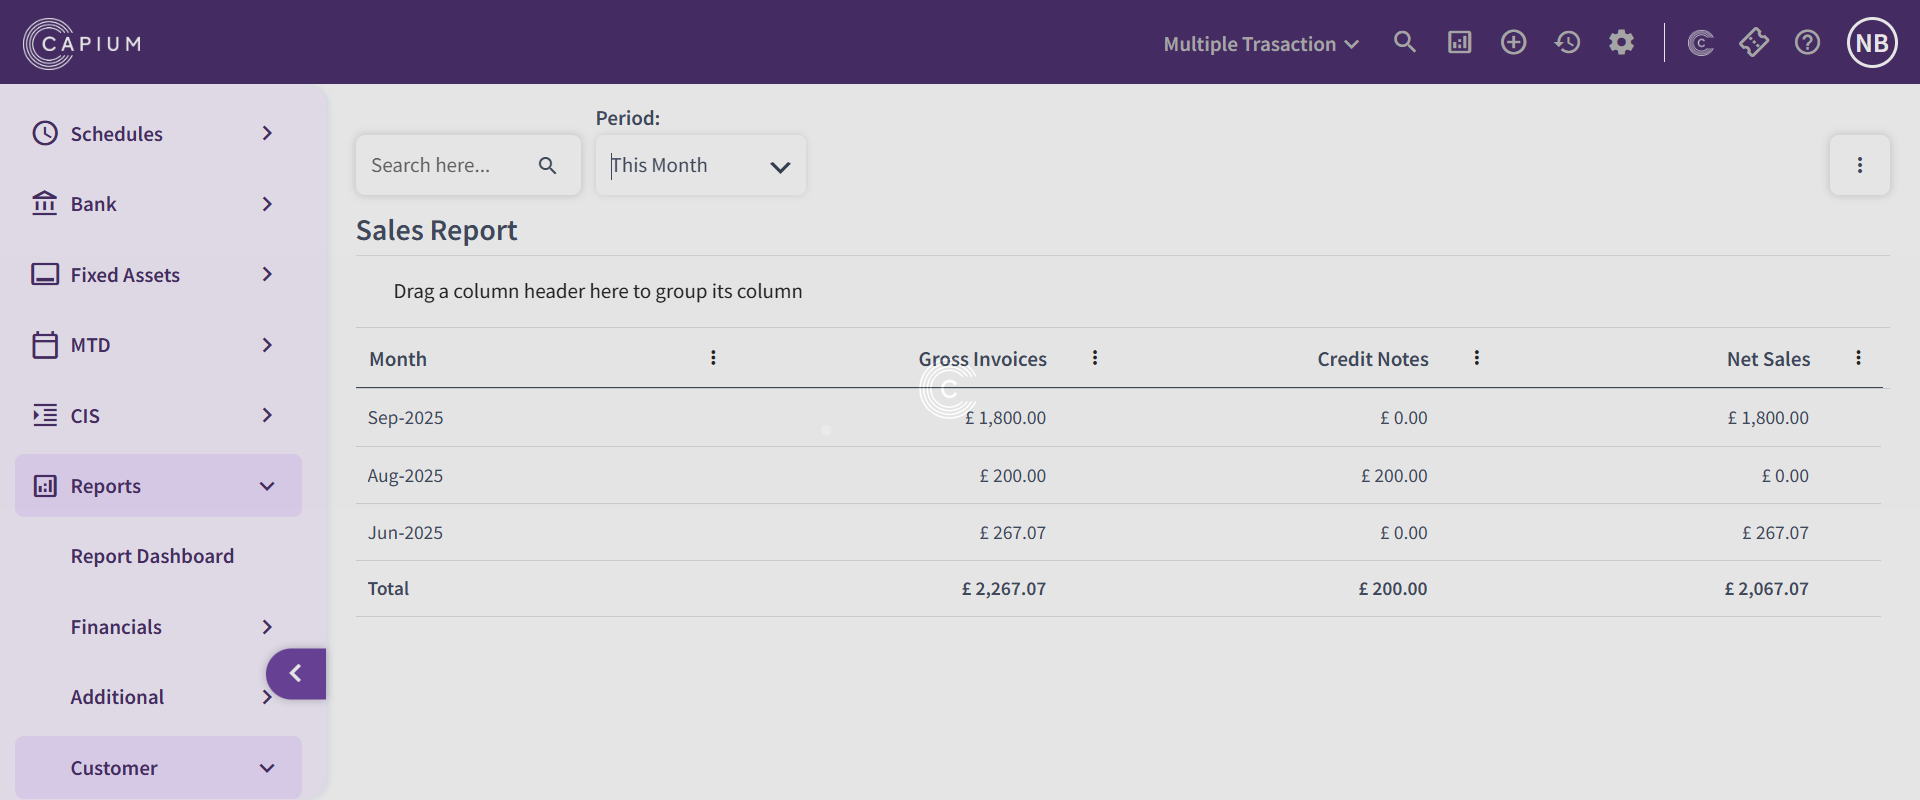 CAPIUM
Multiple Trasaction
C
NB
Schedules
Bank
Fixed Assets
MTD
CIS
Reports
Report Dashboard
Financials
Additional
Customer
Period:
Search here...
This Month
Sales Report
Drag a column header here to group its column
Month Gross Invoices Credit Notes Net Sales
C
Sep-2025 £ 1,800.00 £ 0.00 £ 1,800.00
Aug-2025 £ 200.00 £ 200.00 £ 0.00
Jun-2025 £ 267.07 £ 0.00 £ 267.07
Total £ 2,267.07 £ 200.00 £ 2,067.07